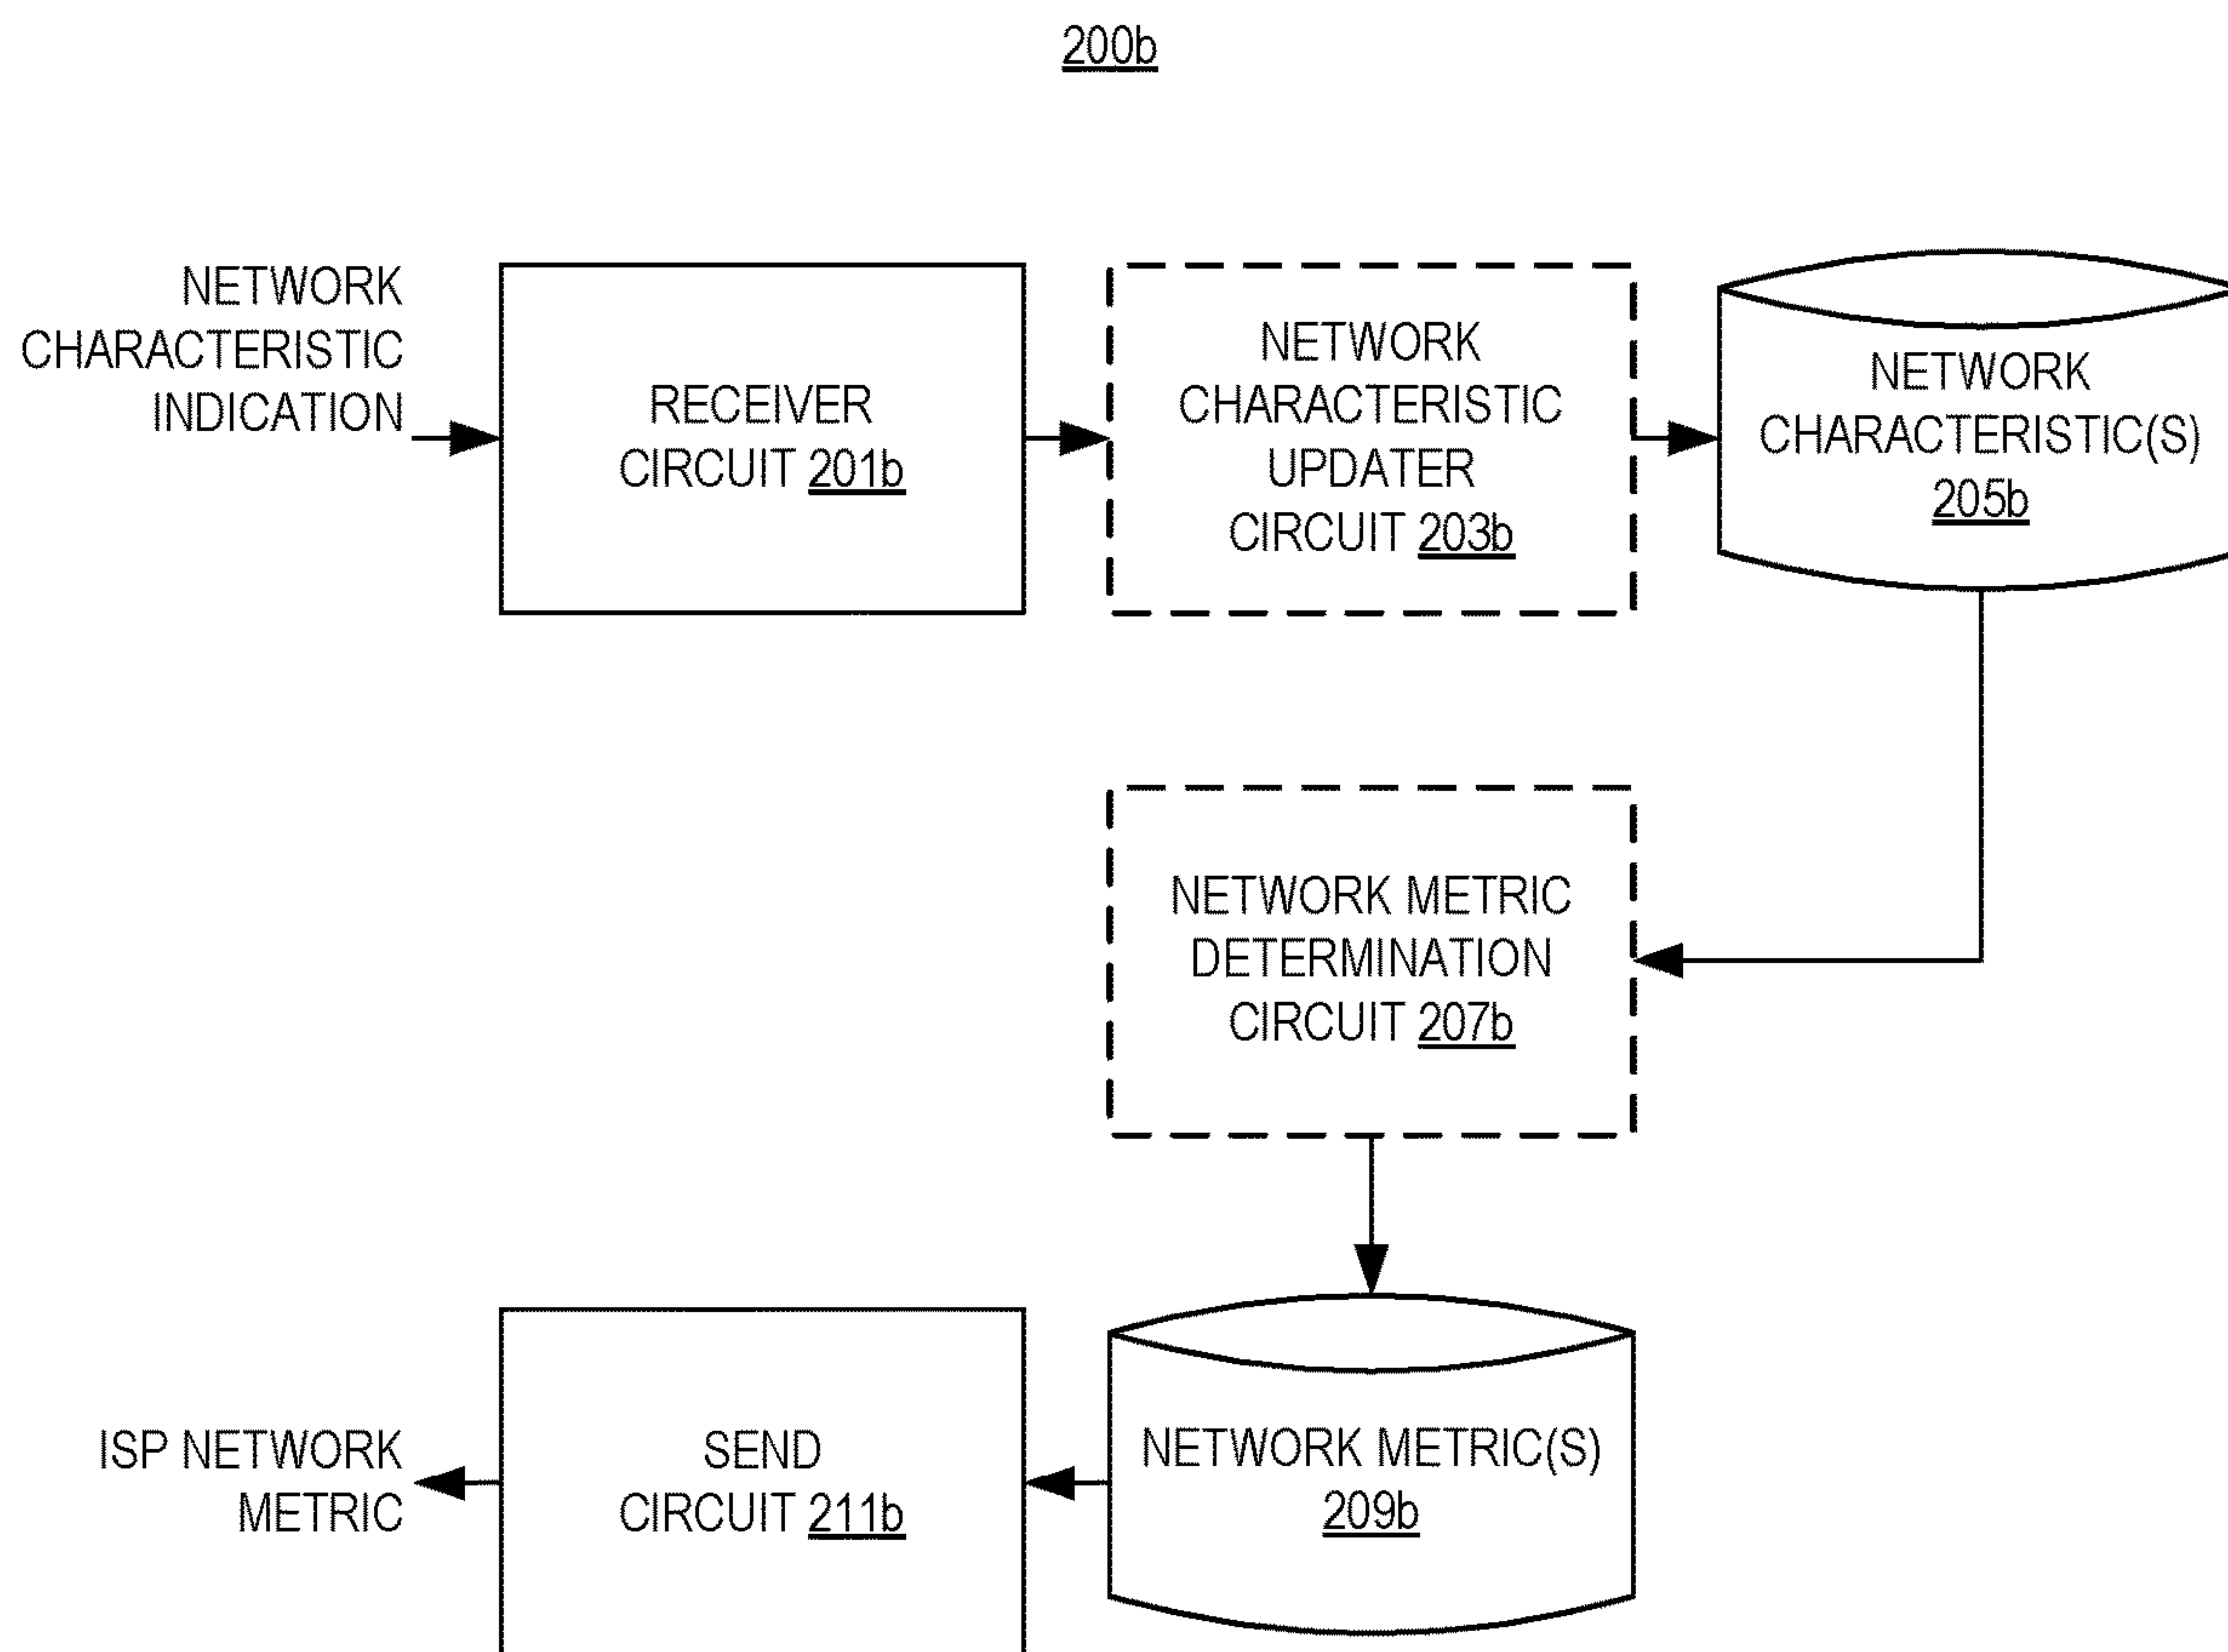 200b
NETWORK
CHARACTERISTIC
INDICATION
RECEIVER
CIRCUIT 201b
NETWORK
CHARACTERISTIC
UPDATER
CIRCUIT 203b
NETWORK
CHARACTERISTIC(S)
205b
NETWORK METRIC
DETERMINATION
CIRCUIT 207b
ISP NETWORK
METRIC
SEND
CIRCUIT 211b
NETWORK METRIC(S)
209b